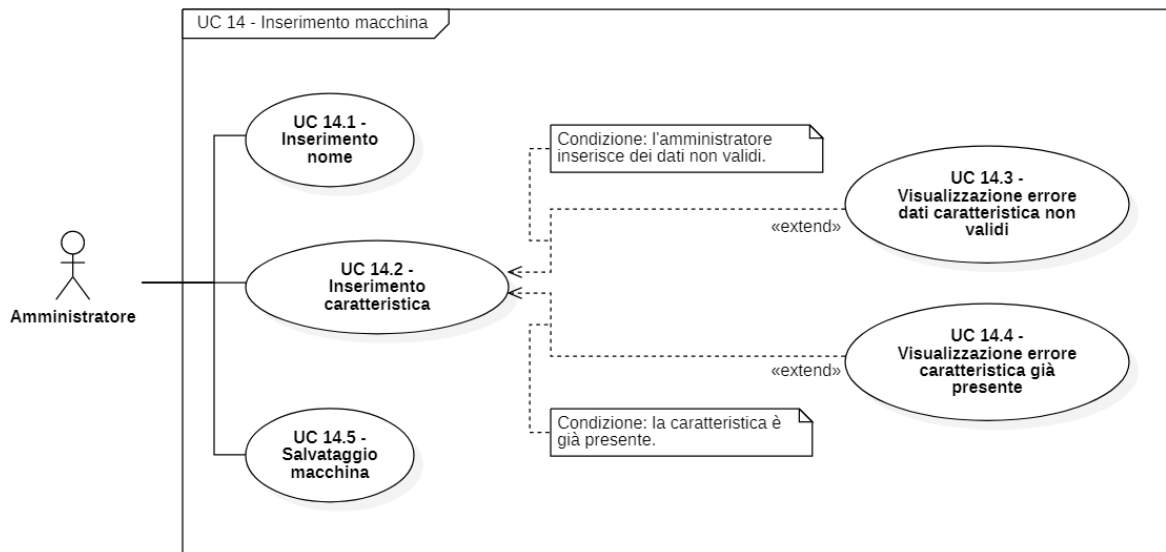 UC 14 - Inserimento macchina
UC 14.1 -
Inserimento
nome
Condizione: l'amministratore
inserisce dei dati non validi.
UC 14.3 -
Visualizzazione errore
dati caratteristica non
validi
«extend»
Amministratore
UC 14.2 -
Inserimento
caratteristica
UC 14.4 -
Visualizzazione errore
caratteristica già
presente
«extend»
Condizione: la caratteristica è
già presente.
UC 14.5 -
Salvataggio
macchina